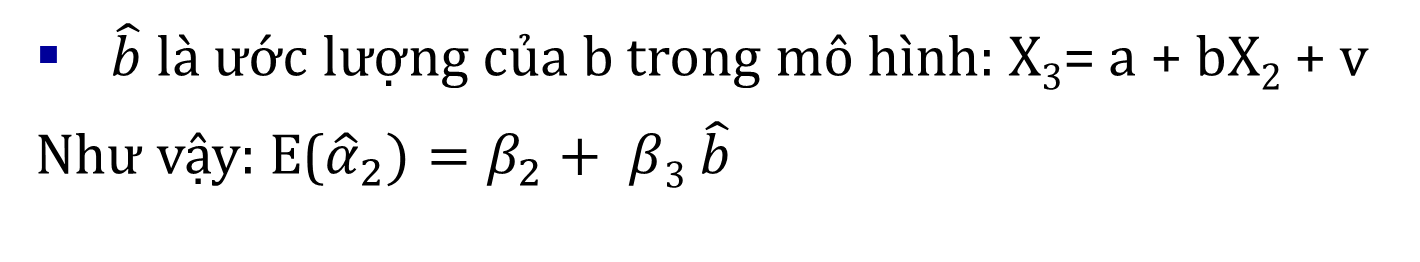 ▪ b̂ là ước lượng của b trong mô hình: X₃= a + bX₂ + v
Như vậy: E(α̂₂) = β₂ + β₃ b̂